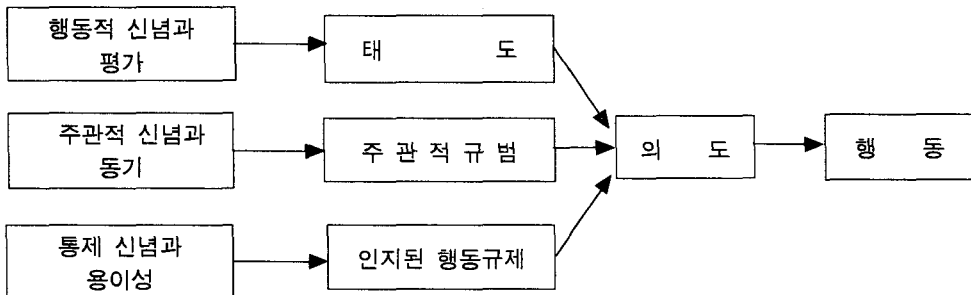 행동적 신념과
평가
태 도
주관적 신념과
동기
주 관 적 규 범
의 도
행 동
통제 신념과
용이성
인지된 행동규제